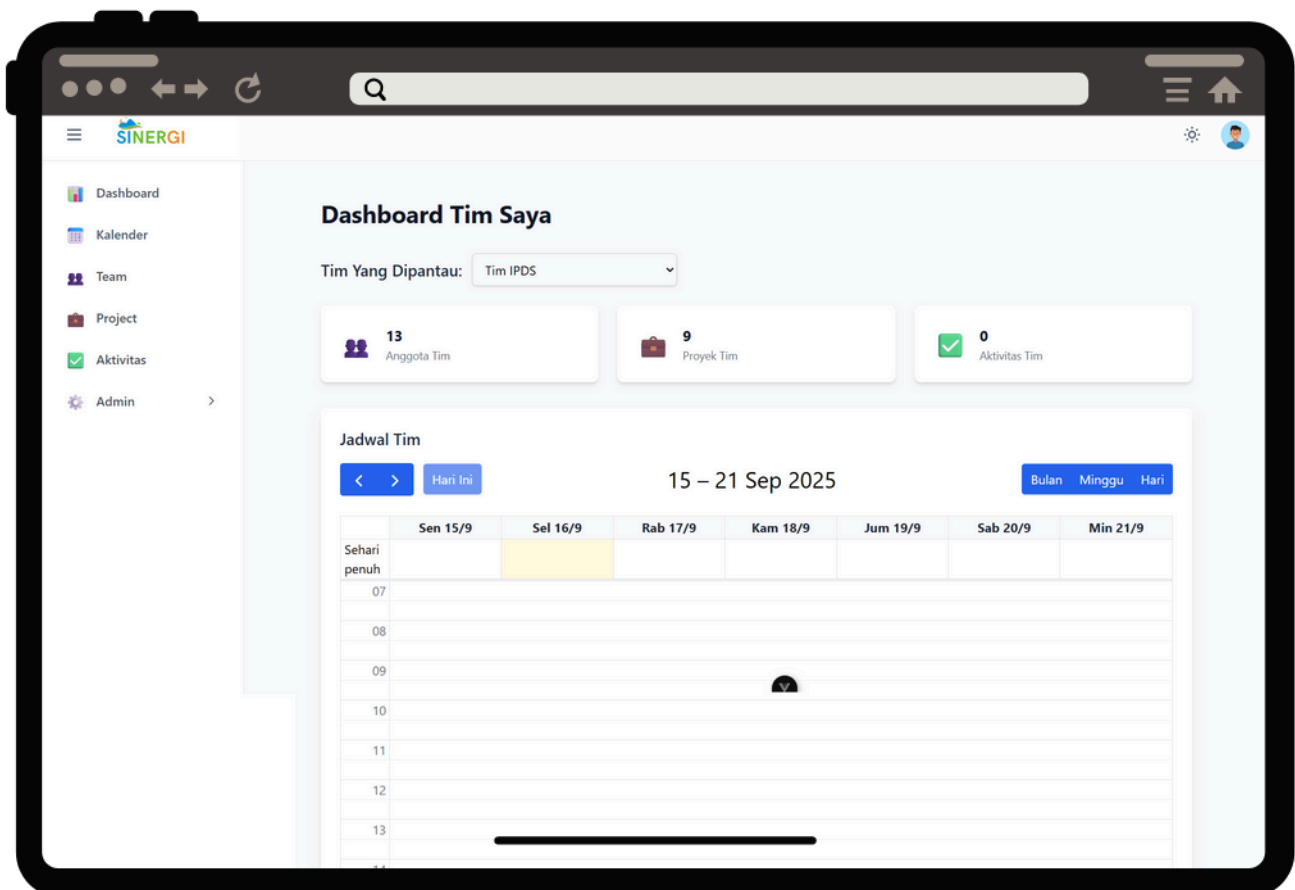 SINERGI
Dashboard
Kalender
Team
Project
Aktivitas
Admin
Dashboard Tim Saya
Tim Yang Dipantau: Tim IPDS
13
Anggota Tim
9
Proyek Tim
0
Aktivitas Tim
Jadwal Tim
Hari Ini 15 – 21 Sep 2025 Bulan Minggu Hari
Sen 15/9 Sel 16/9 Rab 17/9 Kam 18/9 Jum 19/9 Sab 20/9 Min 21/9
Sehari
penuh
07
08
09
10
11
12
13